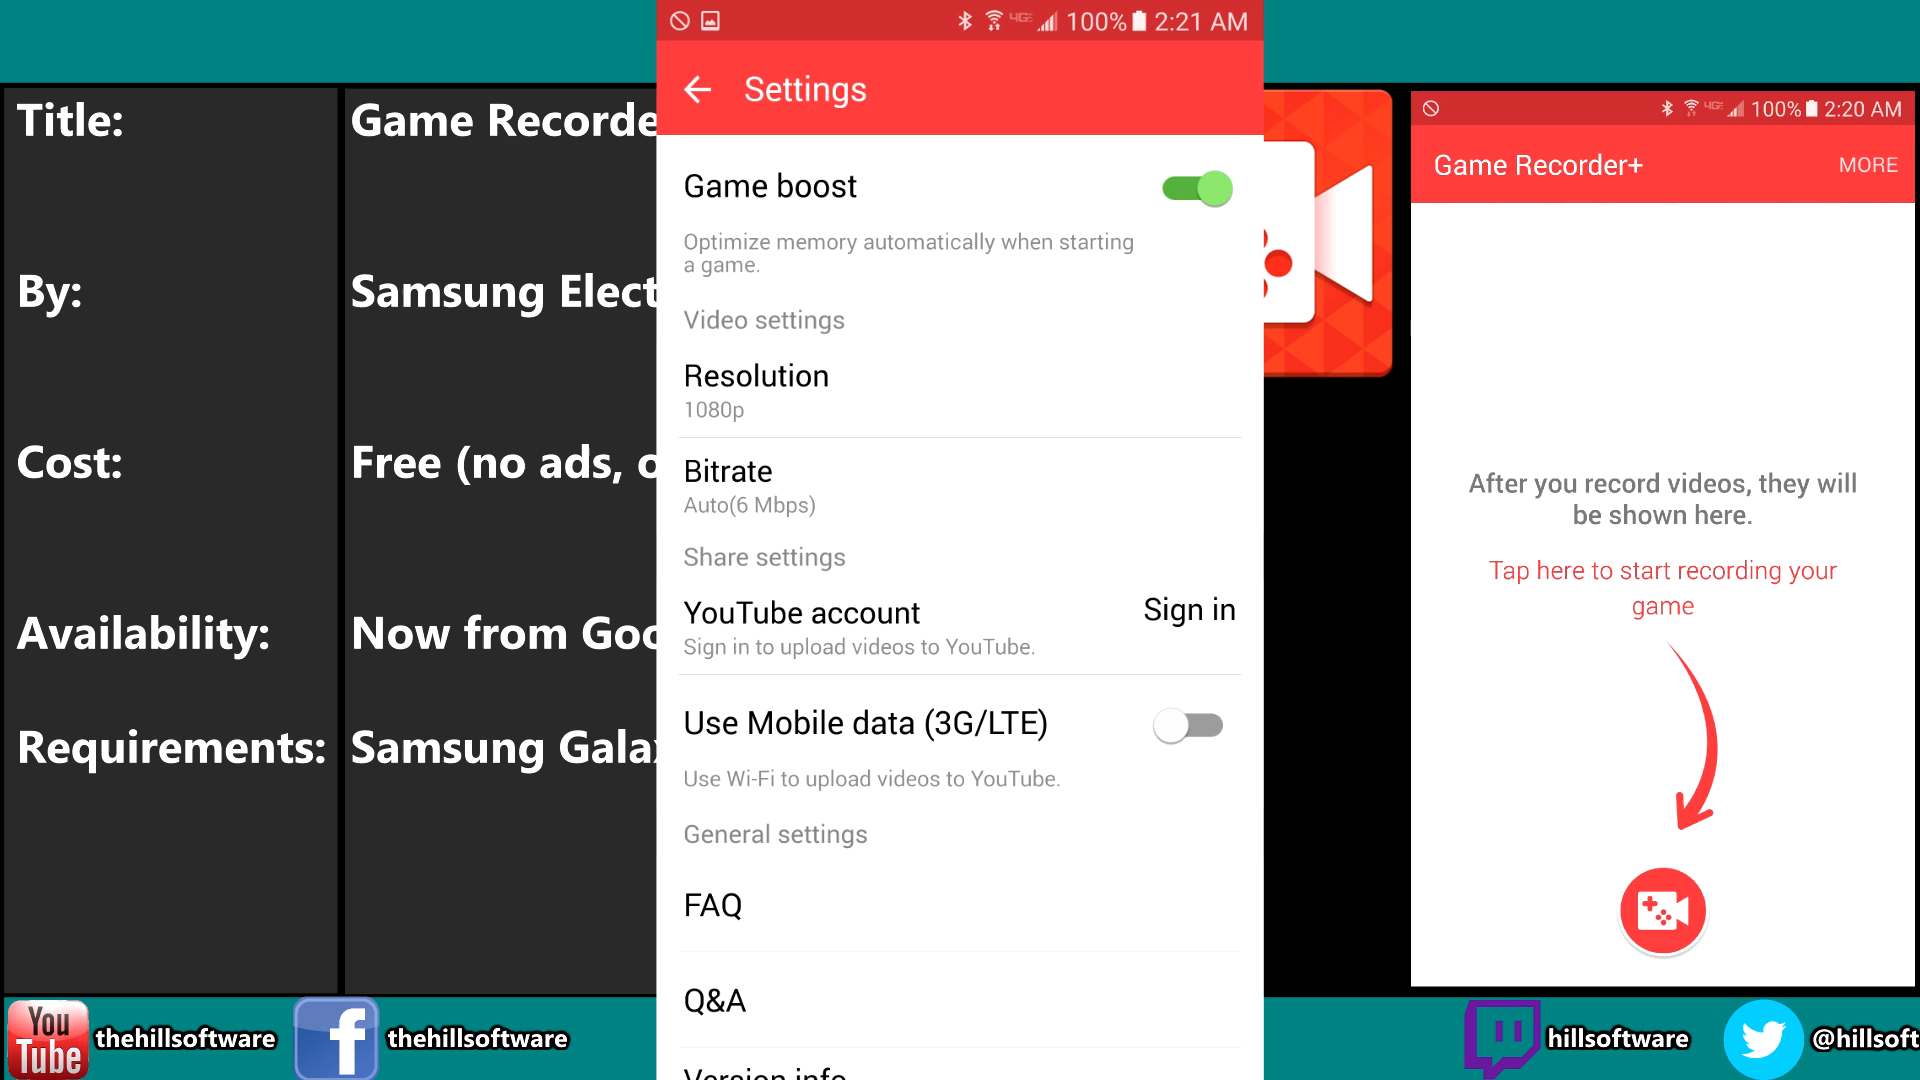 Title:
Game Recorde
By:
Samsung Elect
Cost:
Free (no ads, o
Availability:
Now from Goo
Requirements:
Samsung Galax
100% 2:21 AM
Settings
Game boost
Optimize memory automatically when starting
a game.
Video settings
Resolution
1080p
Bitrate
Auto(6 Mbps)
Share settings
YouTube account
Sign in
Sign in to upload videos to YouTube.
Use Mobile data (3G/LTE)
Use Wi-Fi to upload videos to YouTube.
General settings
FAQ
Q&A
Version info
4G 100% 2:20 AM
Game Recorder+
MORE
After you record videos, they will
be shown here.
Tap here to start recording your
game
You
Tube
thehillsoftware
f
thehillsoftware
hillsoftware
@hillsoft